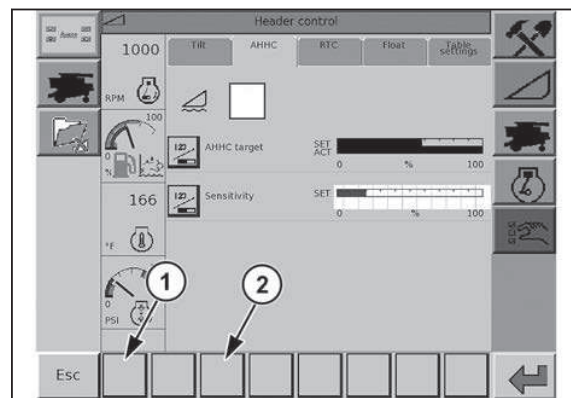 Header control
1000
RPM
Tilt
AHHC
RTC
Float
Table settings
100
0
%
AHHC target
SET
ACT
0 % 100
166
°F
Sensitivity
SET
0 % 100
0
PSI
1
2
Esc